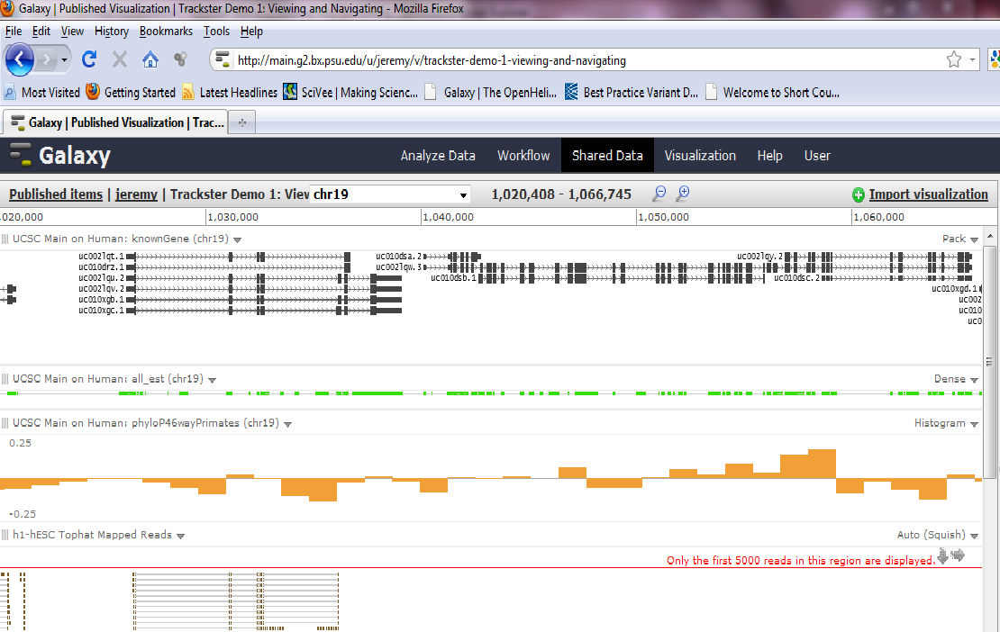 Galaxy | Published Visualization | Trackster Demo 1: Viewing and Navigating - Mozilla Firefox
File Edit View History Bookmarks Tools Help
http://main.g2.bx.psu.edu/u/jeremy/v/trackster-demo-1-viewing-and-navigating
Most Visited Getting Started Latest Headlines SciVee | Making Scienc... Galaxy | The OpenHeli... Best Practice Variant D... Welcome to Short Cou...
Galaxy | Published Visualization | Trac...
Galaxy Analyze Data Workflow Shared Data Visualization Help User
Published items | jeremy | Trackster Demo 1: View chr19 1,020,408 - 1,066,745 Import visualization
,020,000 1,030,000 1,040,000 1,050,000 1,060,000
UCSC Main on Human: knownGene (chr19) Pack
uc002lqt.1 uc010dsa.2 uc002lqy.2
uc010drz.1 uc002lqw.3
uc002lqu.2 uc010dsb.1 uc010dsc.2
uc002lqv.2 uc010xgd.1
uc010xgb.1 uc002
uc010xgc.1 uc010
uc0
UCSC Main on Human: all_est (chr19) Dense
UCSC Main on Human: phyloP46wayPrimates (chr19) Histogram
0.25
-0.25
h1-hESC Tophat Mapped Reads Auto (Squish)
Only the first 5000 reads in this region are displayed.